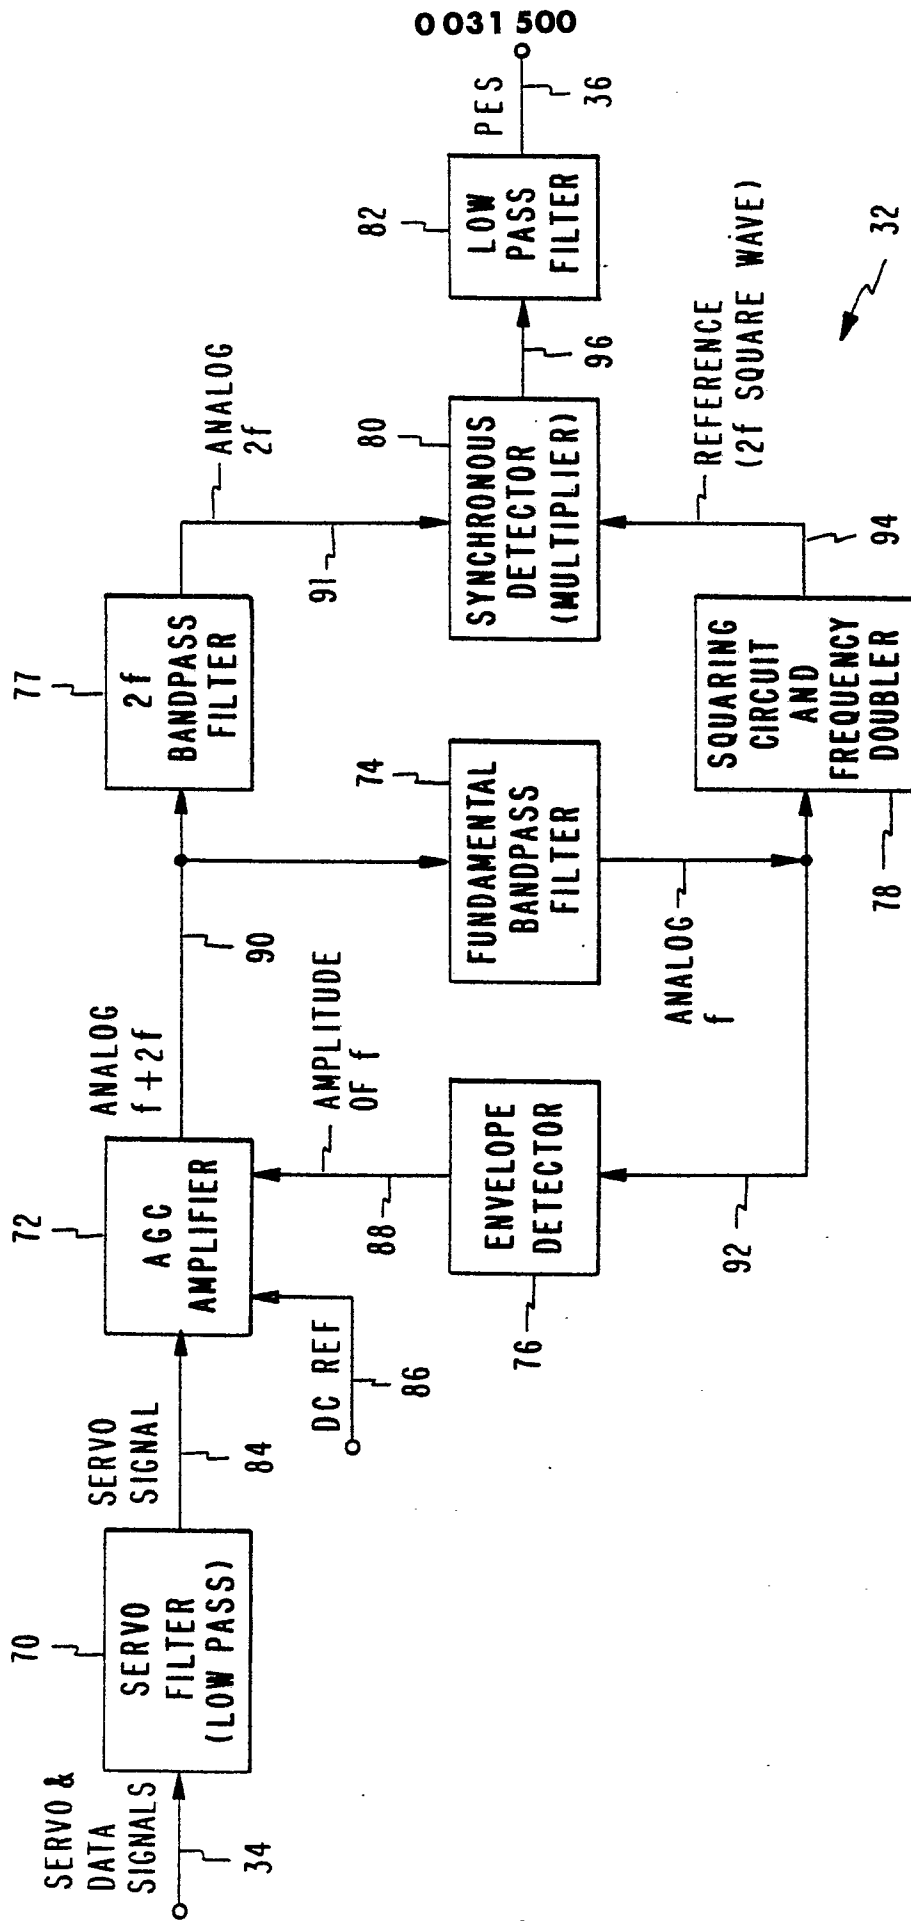 0 031 500
SERVO &
DATA
SIGNALS
34
70
SERVO
FILTER
(LOW PASS)
SERVO
SIGNAL
84
DC REF
86
72
AGC
AMPLIFIER
ANALOG
f+2f
90
AMPLITUDE
OF f
88
ENVELOPE
DETECTOR
76
92
74
FUNDAMENTAL
BANDPASS
FILTER
ANALOG
f
77
2f
BANDPASS
FILTER
ANALOG
2f
91
80
SYNCHRONOUS
DETECTOR
(MULTIPLIER)
SQUARING
CIRCUIT
AND
FREQUENCY
DOUBLER
78
94
REFERENCE
(2f SQUARE WAVE)
96
82
LOW
PASS
FILTER
PES
36
32